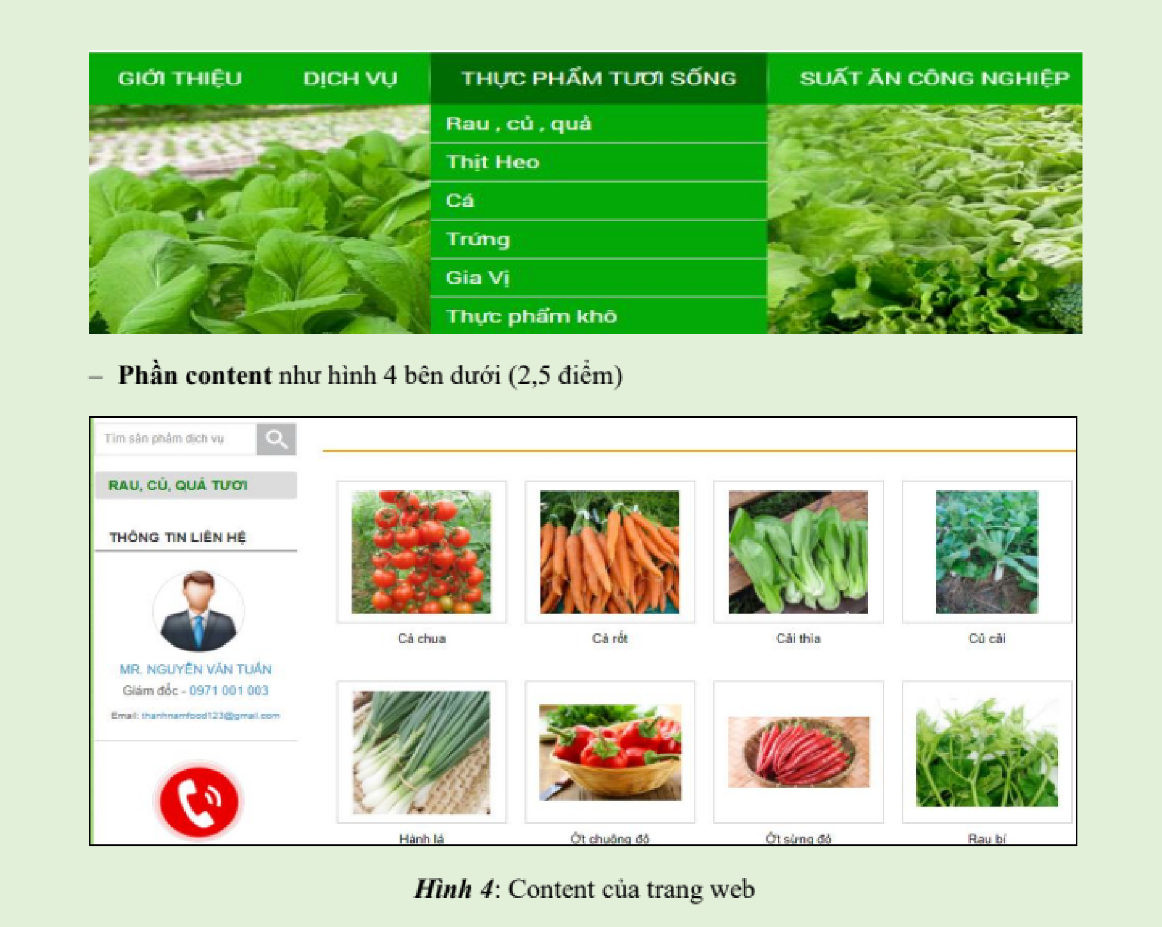 GIỚI THIỆU DỊCH VỤ THỰC PHẨM TƯƠI SỐNG SUẤT ĂN CÔNG NGHIỆP
Rau , củ , quả
Thịt Heo
Cá
Trứng
Gia Vị
Thực phẩm khô
– Phần content như hình 4 bên dưới (2,5 điểm)
Tìm sản phẩm dịch vụ
RAU, CỦ, QUẢ TƯƠI
THÔNG TIN LIÊN HỆ
MR. NGUYỄN VĂN TUẤN
Giám đốc - 0971 001 003
Email: thanhnamfood123@gmail.com
Cà chua Cà rốt Cải thìa Củ cải
Hành lá Ớt chuông đỏ Ớt sừng đỏ Rau bí
Hình 4: Content của trang web